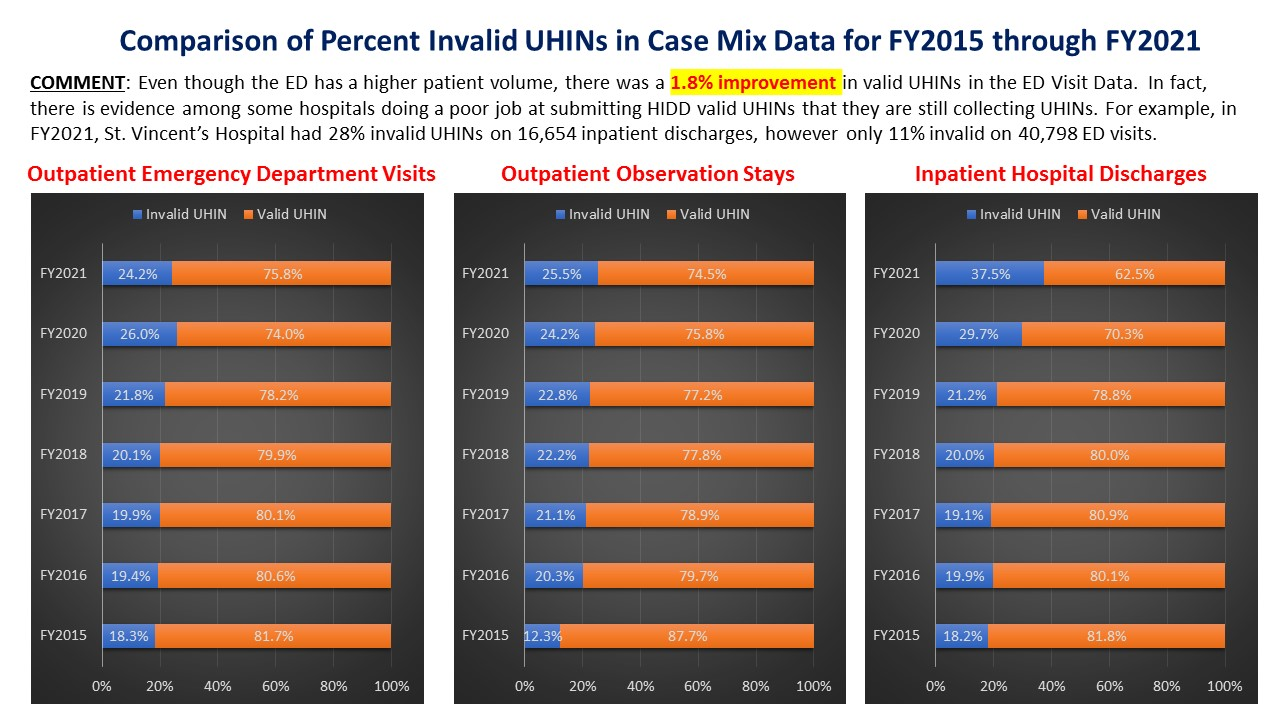 Comparison of Percent Invalid UHINs in Case Mix Data for FY2015 through FY2021
COMMENT: Even though the ED has a higher patient volume, there was a 1.8% improvement in valid UHINs in the ED Visit Data. In fact,
there is evidence among some hospitals doing a poor job at submitting HIDD valid UHINs that they are still collecting UHINs. For example, in
FY2021, St. Vincent's Hospital had 28% invalid UHINs on 16,654 inpatient discharges, however only 11% invalid on 40,798 ED visits.
Outpatient Emergency Department Visits
Invalid UHIN Valid UHIN
FY2021 24.2% 75.8%
FY2020 26.0% 74.0%
FY2019 21.8% 78.2%
FY2018 20.1% 79.9%
FY2017 19.9% 80.1%
FY2016 19.4% 80.6%
FY2015 18.3% 81.7%
0% 20% 40% 60% 80% 100%
Outpatient Observation Stays
Invalid UHIN Valid UHIN
FY2021 25.5% 74.5%
FY2020 24.2% 75.8%
FY2019 22.8% 77.2%
FY2018 22.2% 77.8%
FY2017 21.1% 78.9%
FY2016 20.3% 79.7%
FY2015 12.3% 87.7%
0% 20% 40% 60% 80% 100%
Inpatient Hospital Discharges
Invalid UHIN Valid UHIN
FY2021 37.5% 62.5%
FY2020 29.7% 70.3%
FY2019 21.2% 78.8%
FY2018 20.0% 80.0%
FY2017 19.1% 80.9%
FY2016 19.9% 80.1%
FY2015 18.2% 81.8%
0% 20% 40% 60% 80% 100%